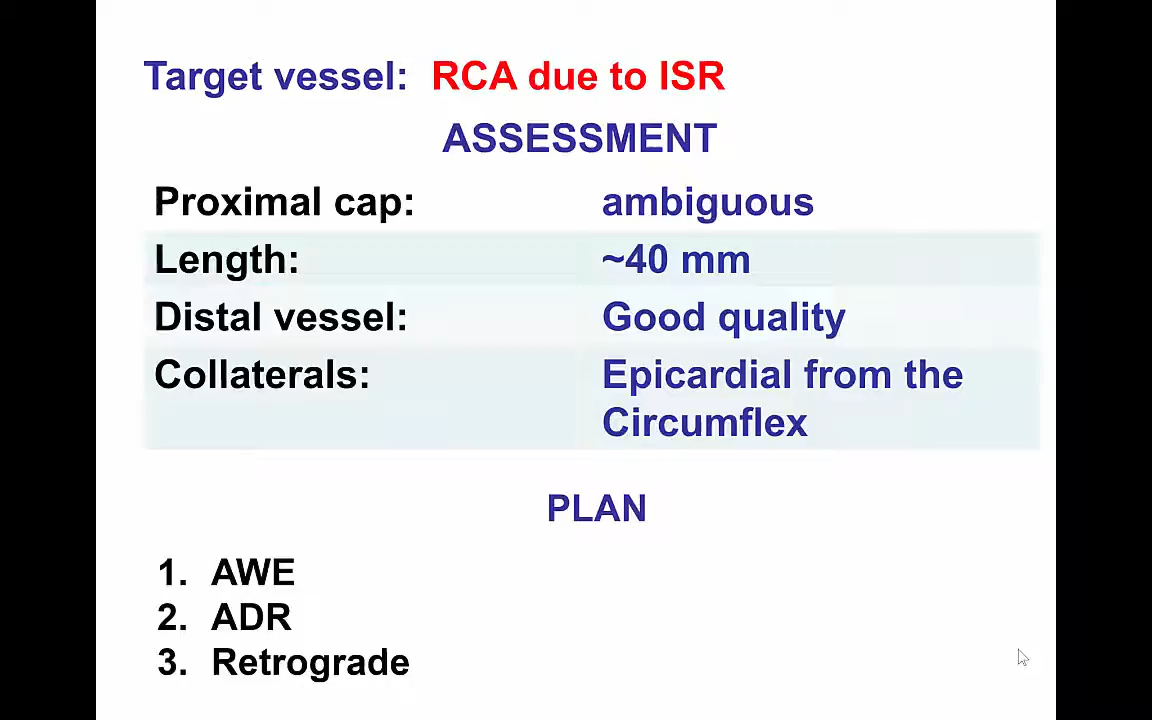 Target vessel: RCA due to ISR
ASSESSMENT
Proximal cap: ambiguous
Length: ~40 mm
Distal vessel: Good quality
Collaterals: Epicardial from the
Circumflex
PLAN
1. AWE
2. ADR
3. Retrograde